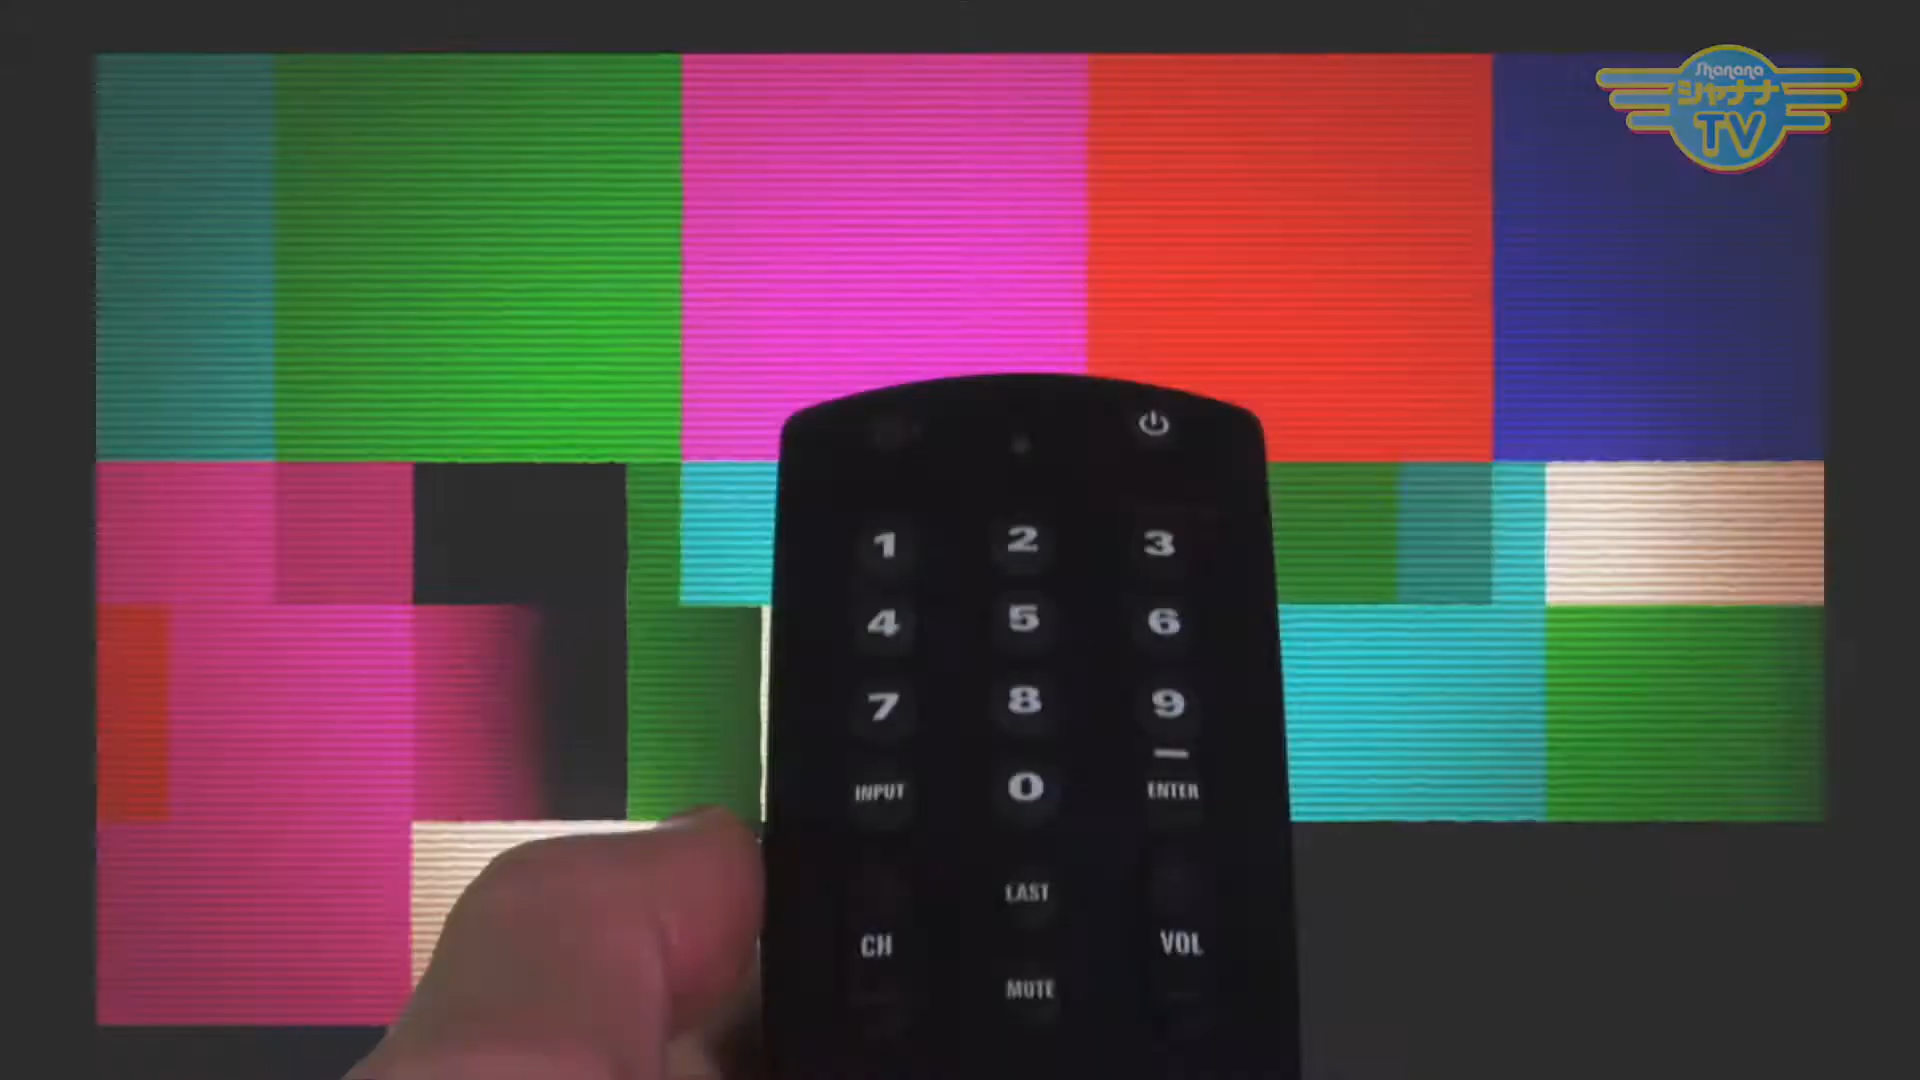 Shanana
シャナナ
TV
1 2 3
4 5 6
7 8 9
INPUT 0 ENTER
LAST
CH VOL
MUTE